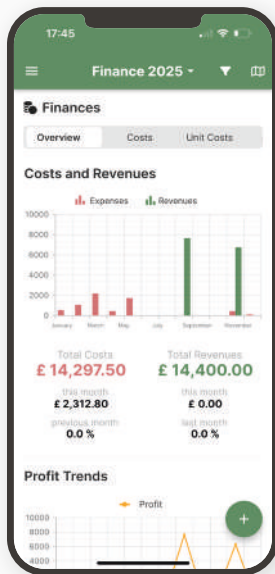 17:45
Finance 2025
Finances
Overview Costs Unit Costs
Costs and Revenues
Expenses Revenues
10000
8000
6000
4000
2000
0
January March May July September November
Total Costs Total Revenues
£ 14,297.50 £ 14,400.00
this month this month
£ 2,312.80 £ 0.00
previous month last month
0.0 % 0.0 %
Profit Trends
Profit
10000
8000
6000
4000
+